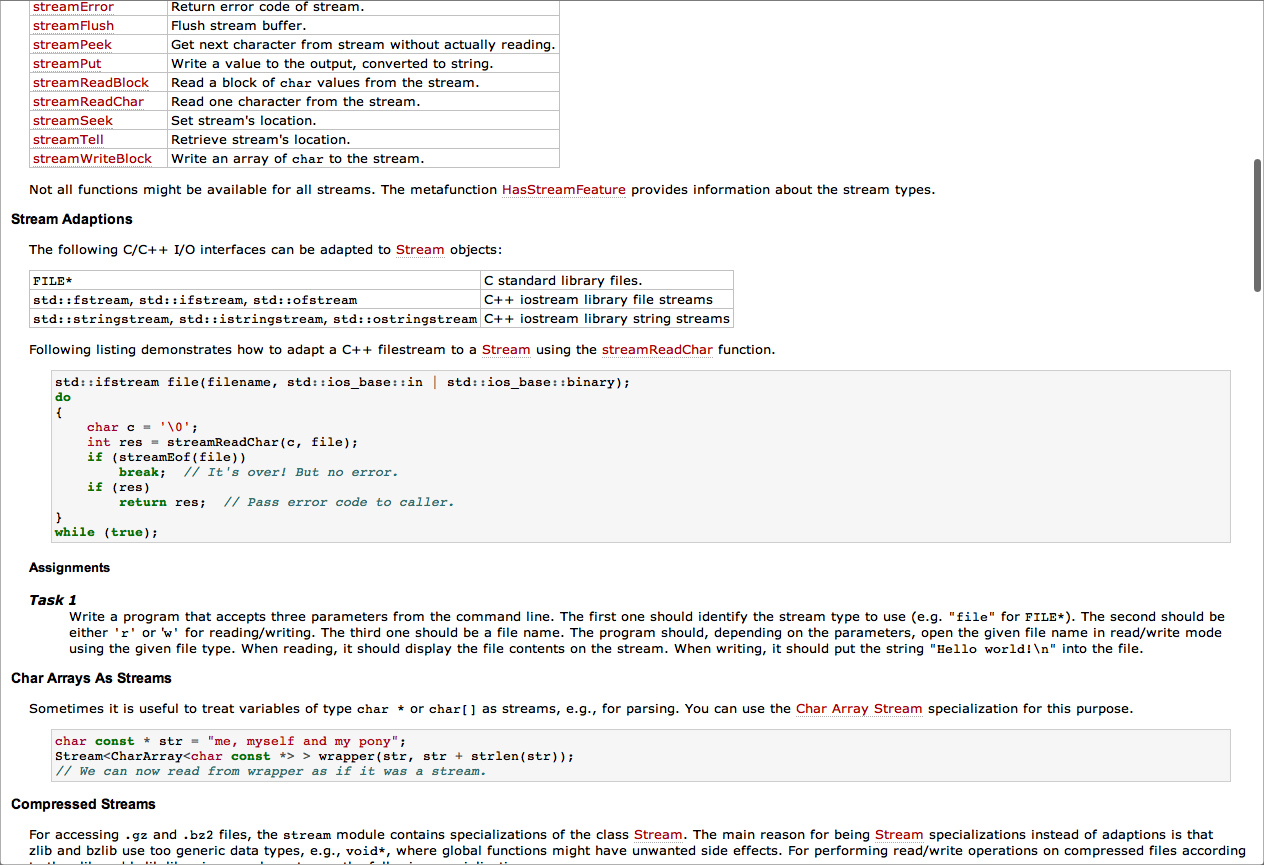 streamError Return error code of stream.
streamFlush Flush stream buffer.
streamPeek Get next character from stream without actually reading.
streamPut Write a value to the output, converted to string.
streamReadBlock Read a block of char values from the stream.
streamReadChar Read one character from the stream.
streamSeek Set stream's location.
streamTell Retrieve stream's location.
streamWriteBlock Write an array of char to the stream.
Not all functions might be available for all streams. The metafunction HasStreamFeature provides information about the stream types.
Stream Adaptions
The following C/C++ I/O interfaces can be adapted to Stream objects:
FILE* C standard library files.
std::fstream, std::ifstream, std::ofstream C++ iostream library file streams
std::stringstream, std::istringstream, std::ostringstream C++ iostream library string streams
Following listing demonstrates how to adapt a C++ filestream to a Stream using the streamReadChar function.
std::ifstream file(filename, std::ios_base::in | std::ios_base::binary);
do
{
    char c = '\0';
    int res = streamReadChar(c, file);
    if (streamEof(file))
        break;  // It's over! But no error.
    if (res)
        return res;  // Pass error code to caller.
}
while (true);
Assignments
Task 1
Write a program that accepts three parameters from the command line. The first one should identify the stream type to use (e.g. "file" for FILE*). The second should be
either 'r' or 'w' for reading/writing. The third one should be a file name. The program should, depending on the parameters, open the given file name in read/write mode
using the given file type. When reading, it should display the file contents on the stream. When writing, it should put the string "Hello world!\n" into the file.
Char Arrays As Streams
Sometimes it is useful to treat variables of type char * or char[] as streams, e.g., for parsing. You can use the Char Array Stream specialization for this purpose.
char const * str = "me, myself and my pony";
Stream<CharArray<char const *> > wrapper(str, str + strlen(str));
// We can now read from wrapper as if it was a stream.
Compressed Streams
For accessing .gz and .bz2 files, the stream module contains specializations of the class Stream. The main reason for being Stream specializations instead of adaptions is that
zlib and bzlib use too generic data types, e.g., void*, where global functions might have unwanted side effects. For performing read/write operations on compressed files according